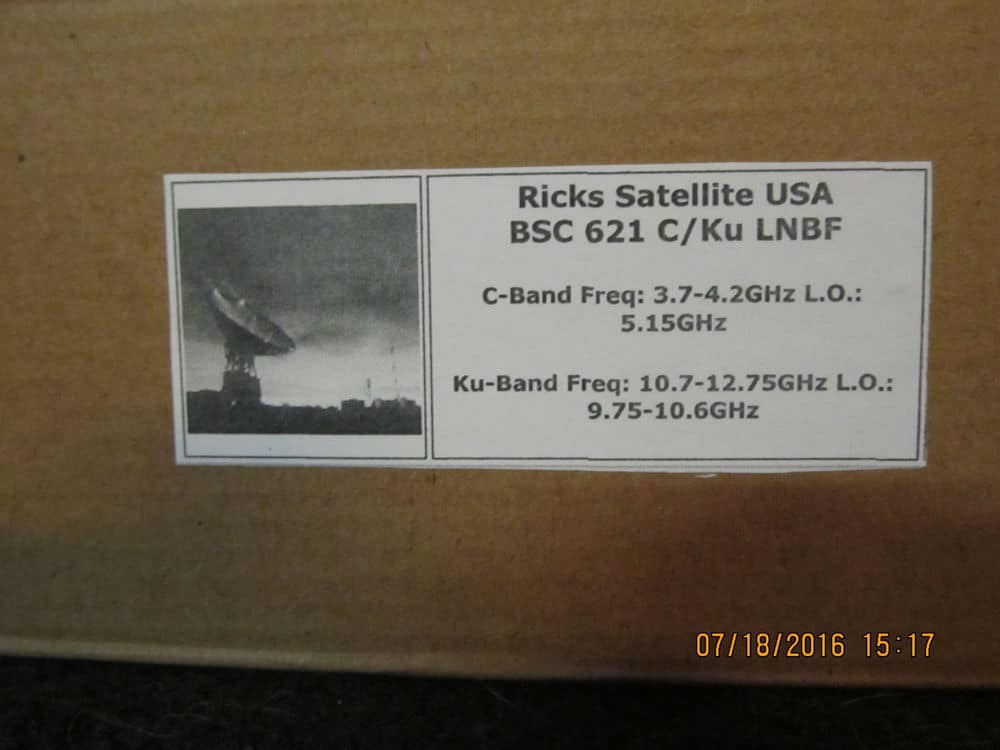 Ricks Satellite USA
BSC 621 C/Ku LNBF
C-Band Freq: 3.7-4.2GHz L.O.:
5.15GHz
Ku-Band Freq: 10.7-12.75GHz L.O.:
9.75-10.6GHz
07/18/2016 15:17